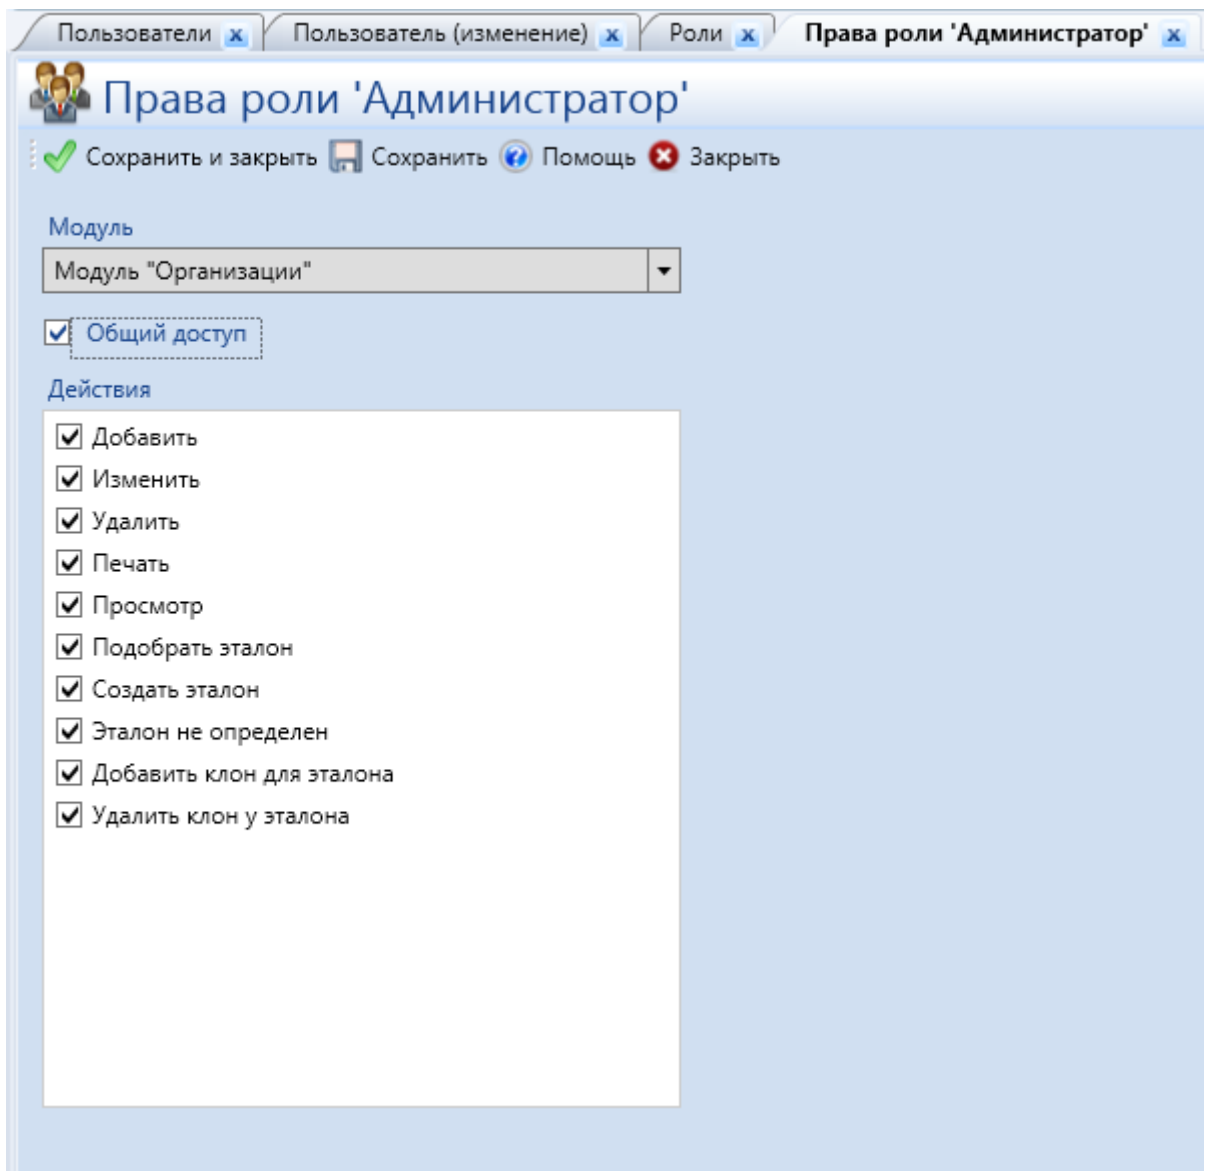 Пользователи x Пользователь (изменение) x Роли x Права роли 'Администратор' x
Права роли 'Администратор'
Сохранить и закрыть Сохранить ? Помощь Закрыть
Модуль
Модуль "Организации"
Общий доступ
Действия
Добавить
Изменить
Удалить
Печать
Просмотр
Подобрать эталон
Создать эталон
Эталон не определен
Добавить клон для эталона
Удалить клон у эталона